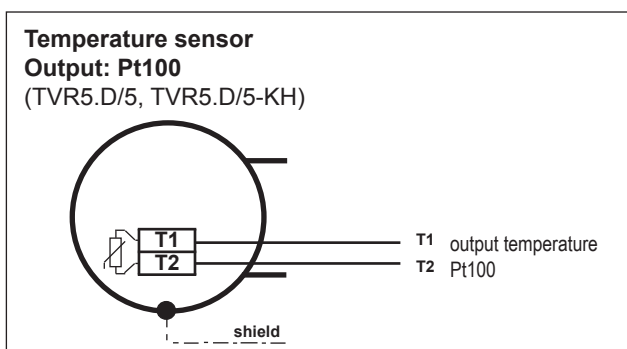 Temperature sensor
Output: Pt100
(TVR5.D/5, TVR5.D/5-KH)
T1 T1 output temperature
T2 T2 Pt100
shield